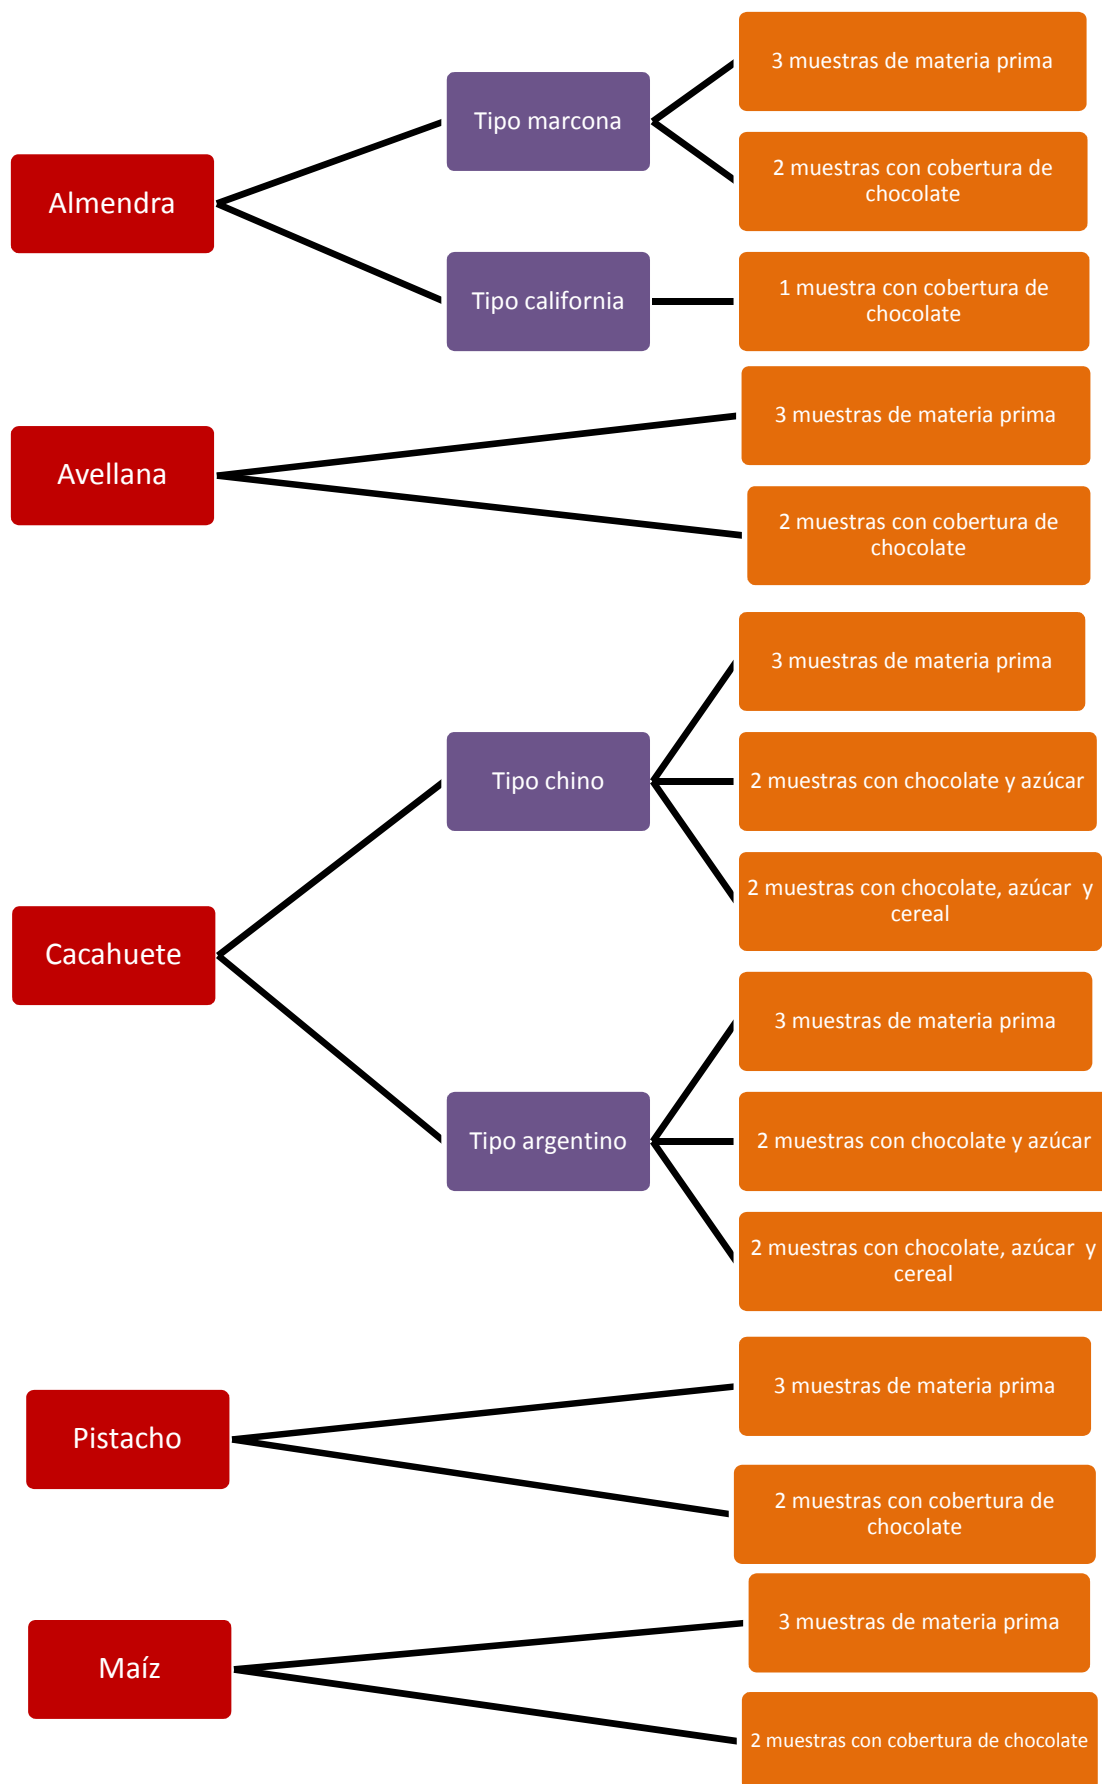 Almendra
Tipo marcona
3 muestras de materia prima
2 muestras con cobertura de
chocolate
Tipo california
1 muestra con cobertura de
chocolate
Avellana
3 muestras de materia prima
2 muestras con cobertura de
chocolate
Cacahuete
Tipo chino
3 muestras de materia prima
2 muestras con chocolate y azúcar
2 muestras con chocolate, azúcar y
cereal
Tipo argentino
3 muestras de materia prima
2 muestras con chocolate y azúcar
2 muestras con chocolate, azúcar y
cereal
Pistacho
3 muestras de materia prima
2 muestras con cobertura de
chocolate
Maíz
3 muestras de materia prima
2 muestras con cobertura de chocolate